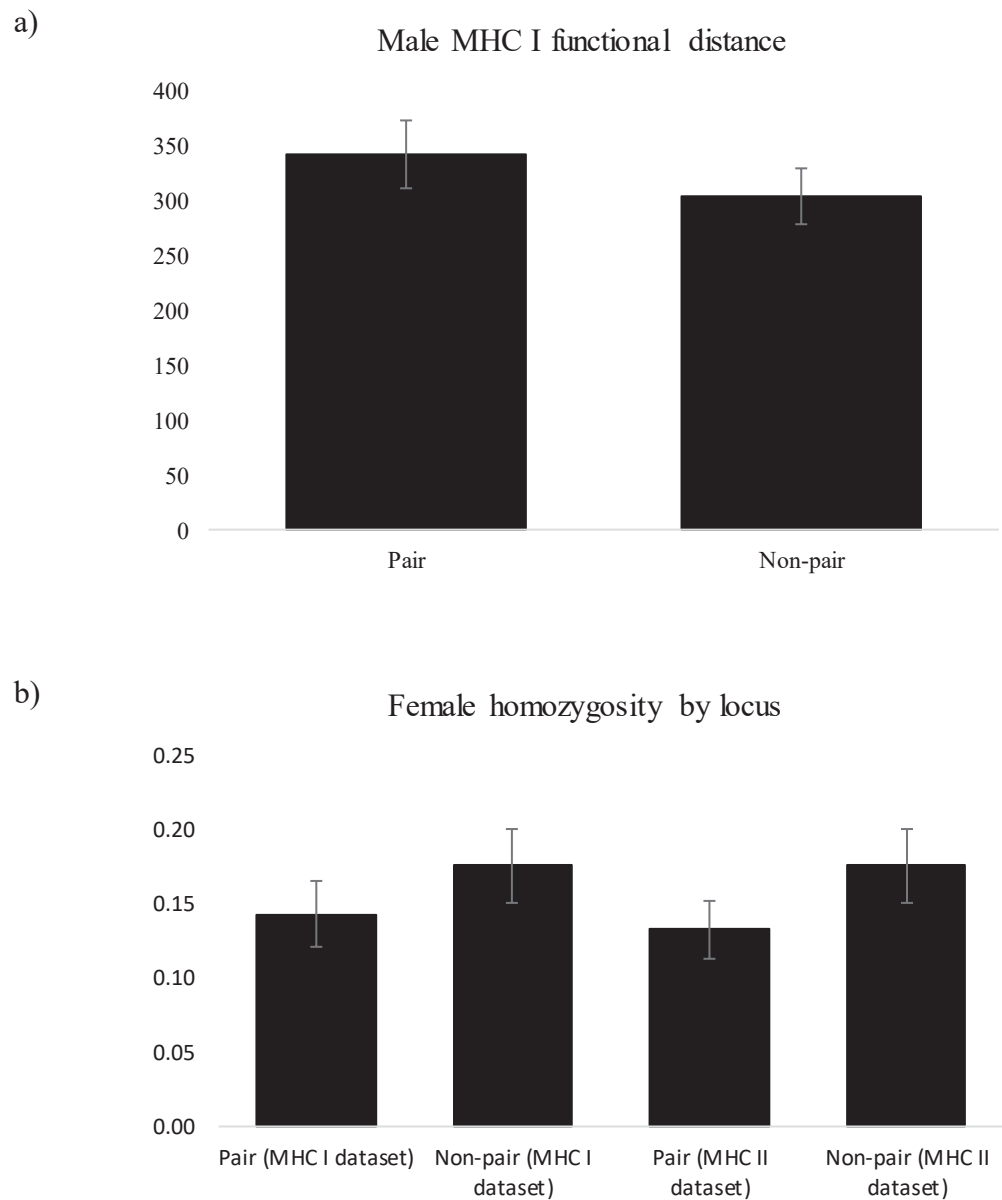 a)
Male MHC I functional distance
400
350
300
250
200
150
100
50
0
Pair Non-pair
b)
Female homozygosity by locus
0.25
0.20
0.15
0.10
0.05
0.00
Pair (MHC I dataset) Non-pair (MHC I dataset) Pair (MHC II dataset) Non-pair (MHC II dataset)